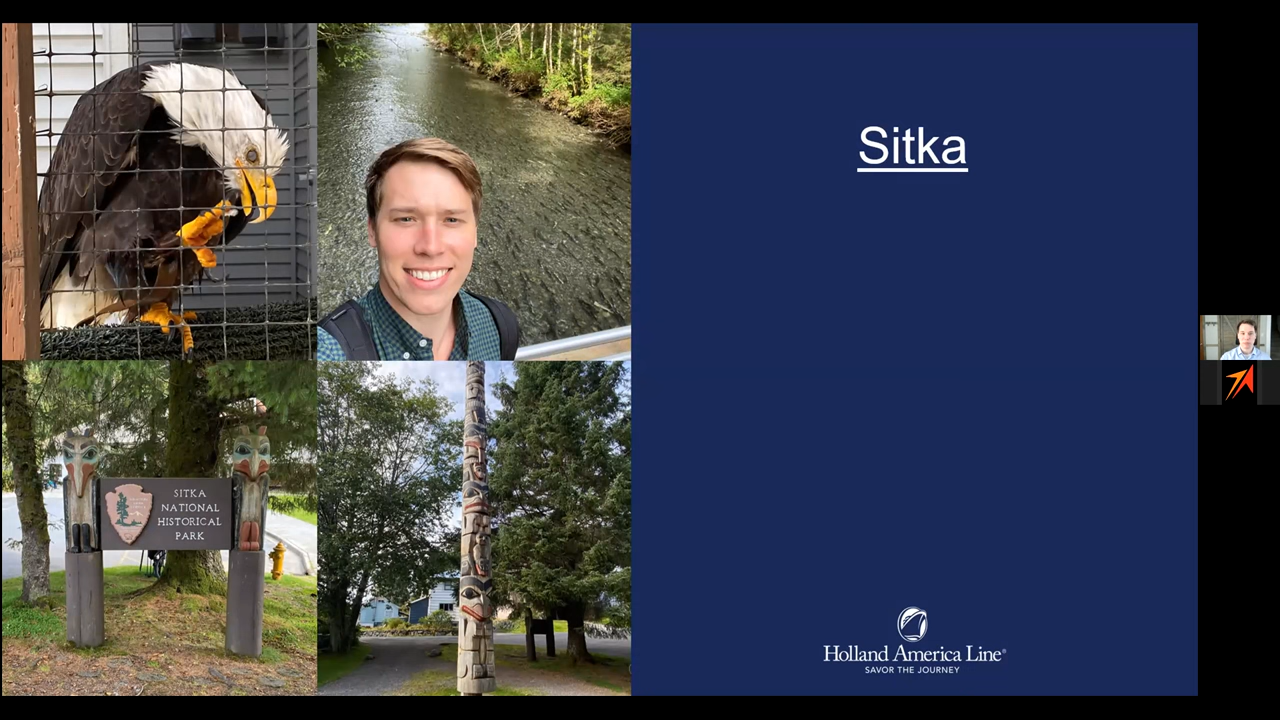 Sitka
SITKA
NATIONAL
HISTORICAL
PARK
Holland America Line®
SAVOR THE JOURNEY